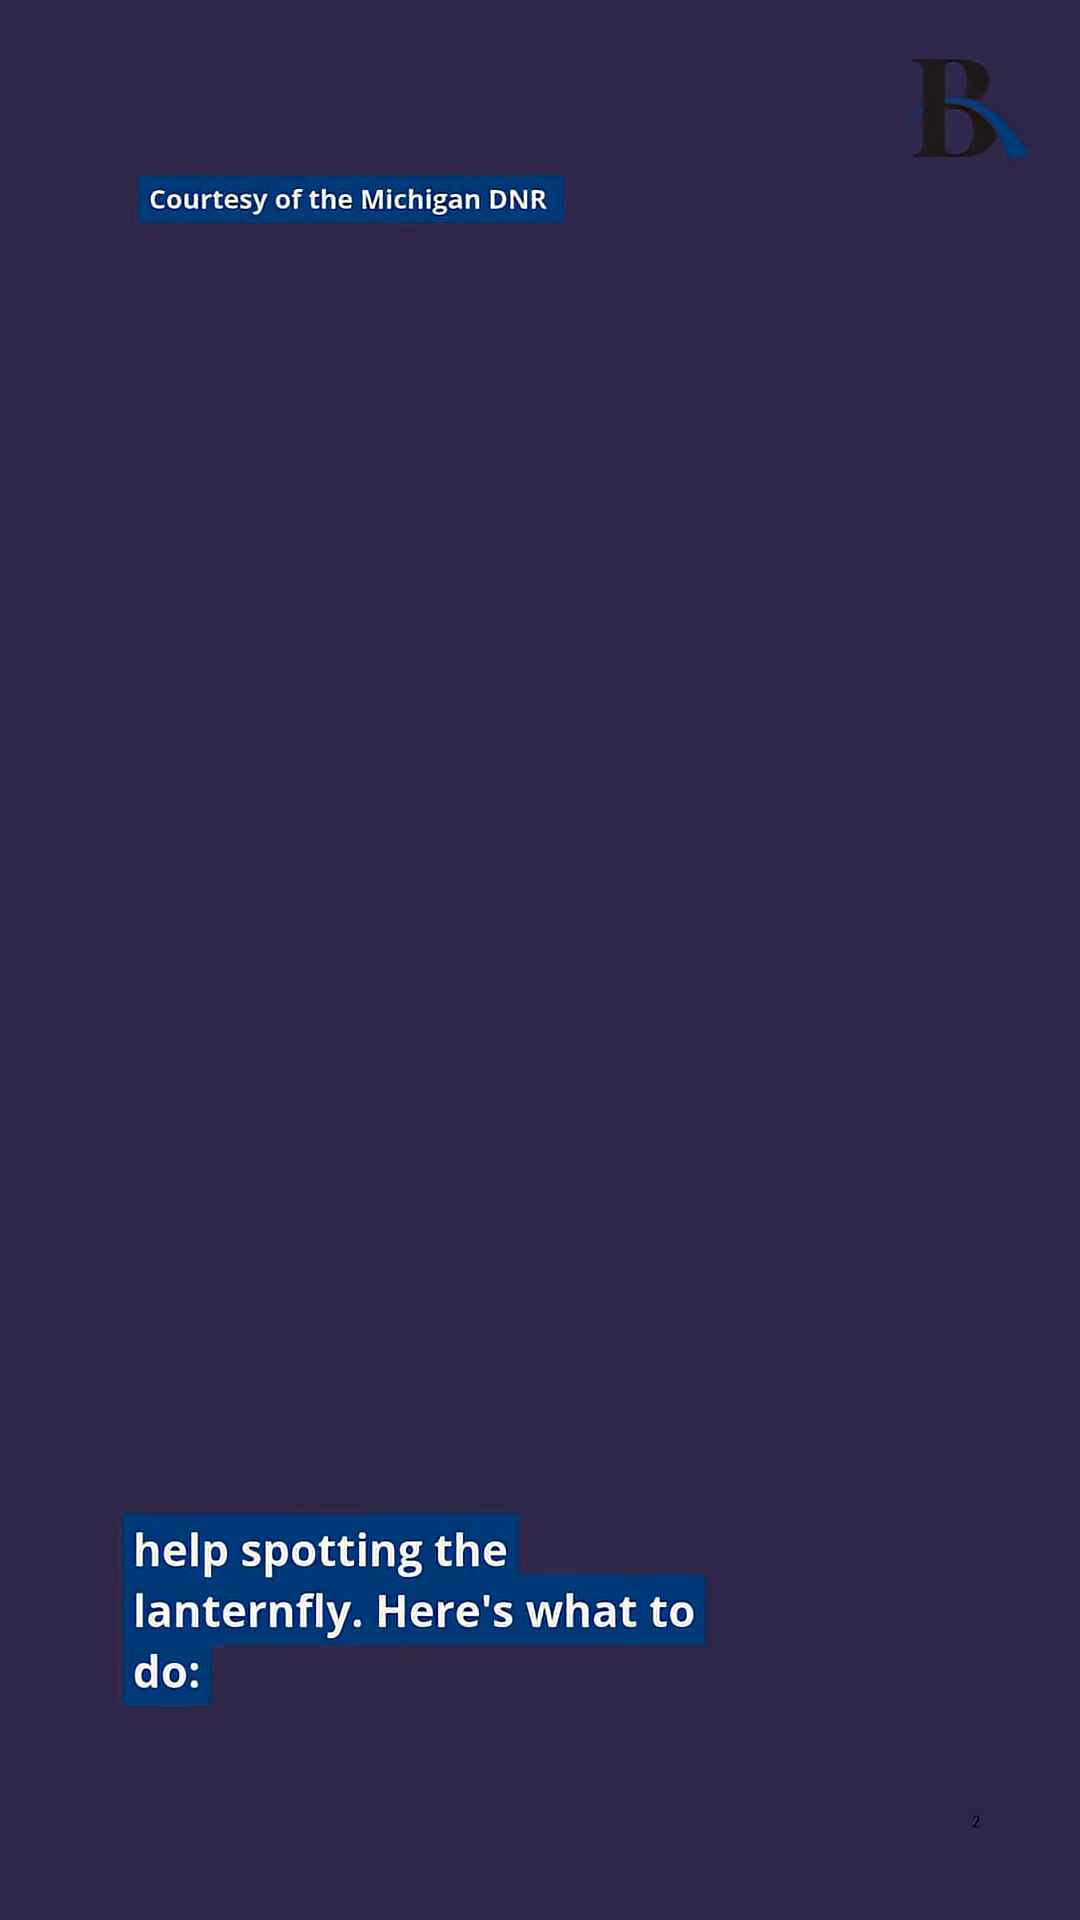 B
Courtesy of the Michigan DNR
help spotting the
lanternfly. Here's what to
do:
2